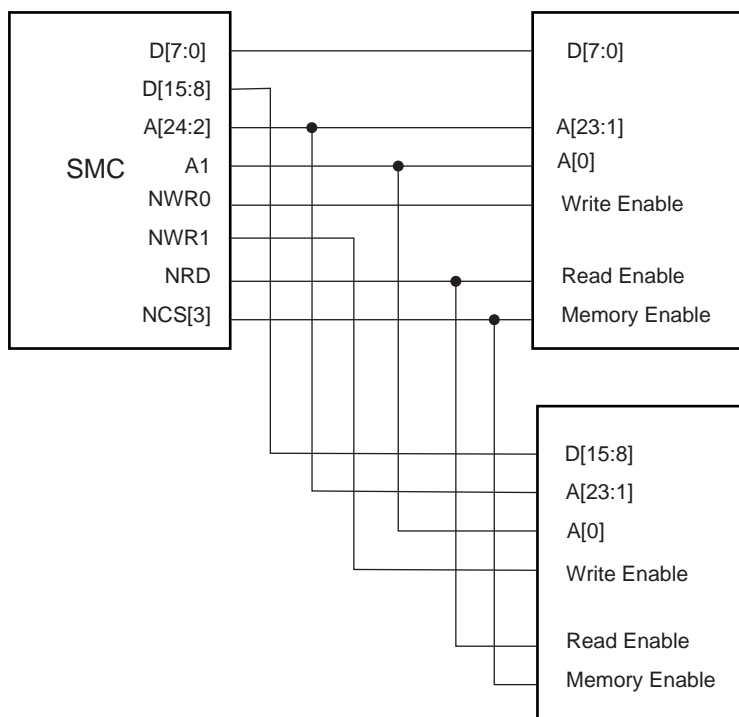 D[7:0]
D[15:8]
A[24:2]
SMC
A1
NWR0
NWR1
NRD
NCS[3]
D[7:0]
A[23:1]
A[0]
Write Enable
Read Enable
Memory Enable
D[15:8]
A[23:1]
A[0]
Write Enable
Read Enable
Memory Enable